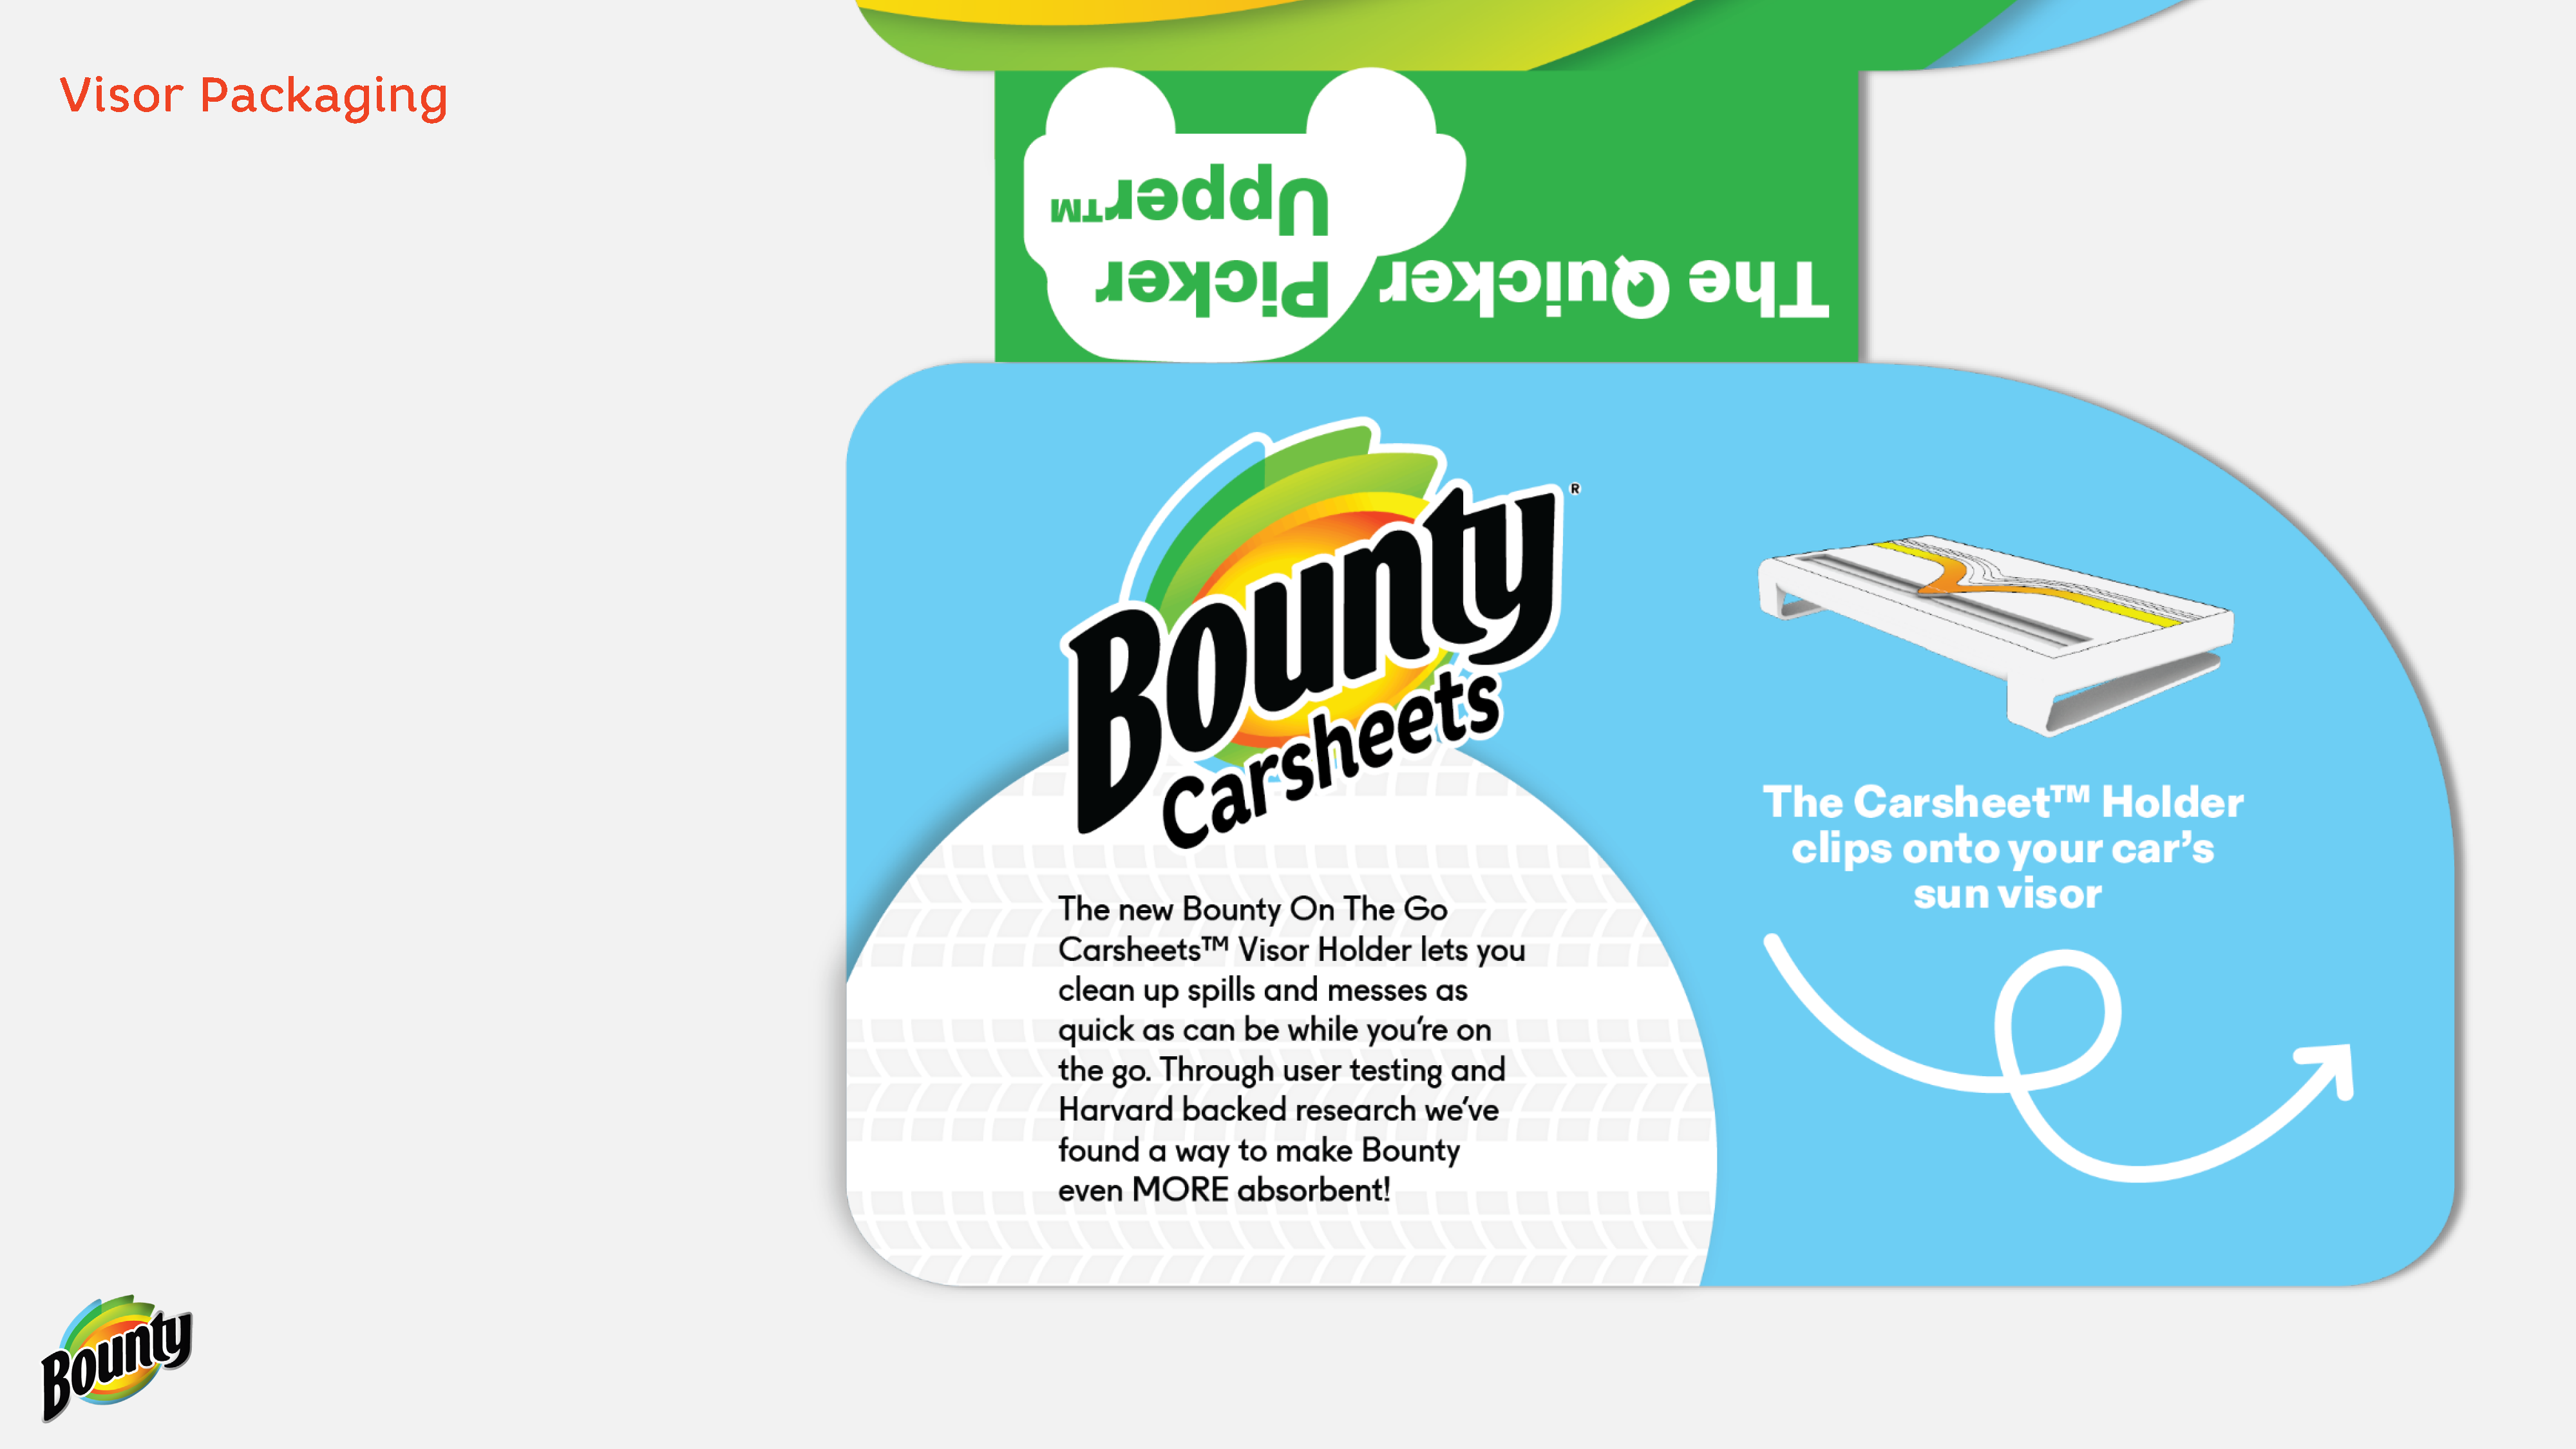 Visor Packaging
The Quicker Picker
Upper™
Bounty®
Carsheets
The new Bounty On The Go
Carsheets™ Visor Holder lets you
clean up spills and messes as
quick as can be while you're on
the go. Through user testing and
Harvard backed research we've
found a way to make Bounty
even MORE absorbent!
The Carsheet™ Holder
clips onto your car's
sun visor
Bounty